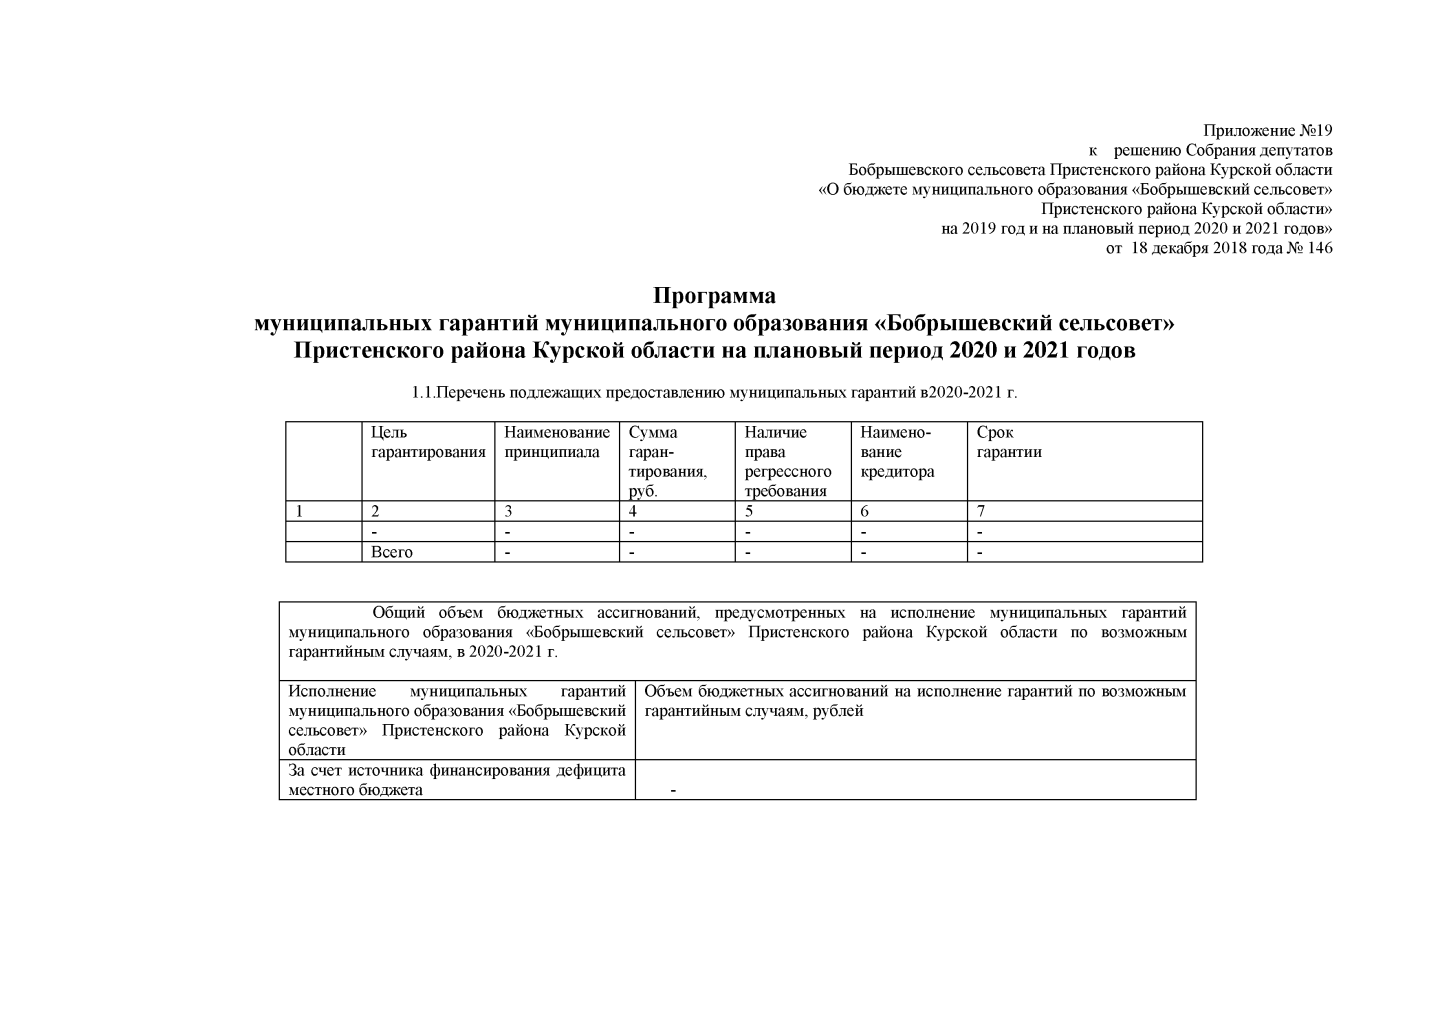 Приложение №19
к решению Собрания депутатов
Бобрышевского сельсовета Пристенского района Курской области
«О бюджете муниципального образования «Бобрышевский сельсовет»
Пристенского района Курской области»
на 2019 год и на плановый период 2020 и 2021 годов»
от 18 декабря 2018 года № 146
Программа
муниципальных гарантий муниципального образования «Бобрышевский сельсовет»
Пристенского района Курской области на плановый период 2020 и 2021 годов
1.1.Перечень подлежащих предоставлению муниципальных гарантий в2020-2021 г.
Цель
гарантирования
Наименование
принципиала
Сумма
гаран-
тирования,
руб.
Наличие
права
регрессного
требования
Наимено-
вание
кредитора
Срок
гарантии
1 2 3 4 5 6 7
- - - - - -
Всего - - - - -
Общий объем бюджетных ассигнований, предусмотренных на исполнение муниципальных гарантий
муниципального образования «Бобрышевский сельсовет» Пристенского района Курской области по возможным
гарантийным случаям, в 2020-2021 г.
Исполнение муниципальных гарантий
муниципального образования «Бобрышевский
сельсовет» Пристенского района Курской
области
Объем бюджетных ассигнований на исполнение гарантий по возможным
гарантийным случаям, рублей
За счет источника финансирования дефицита
местного бюджета
-